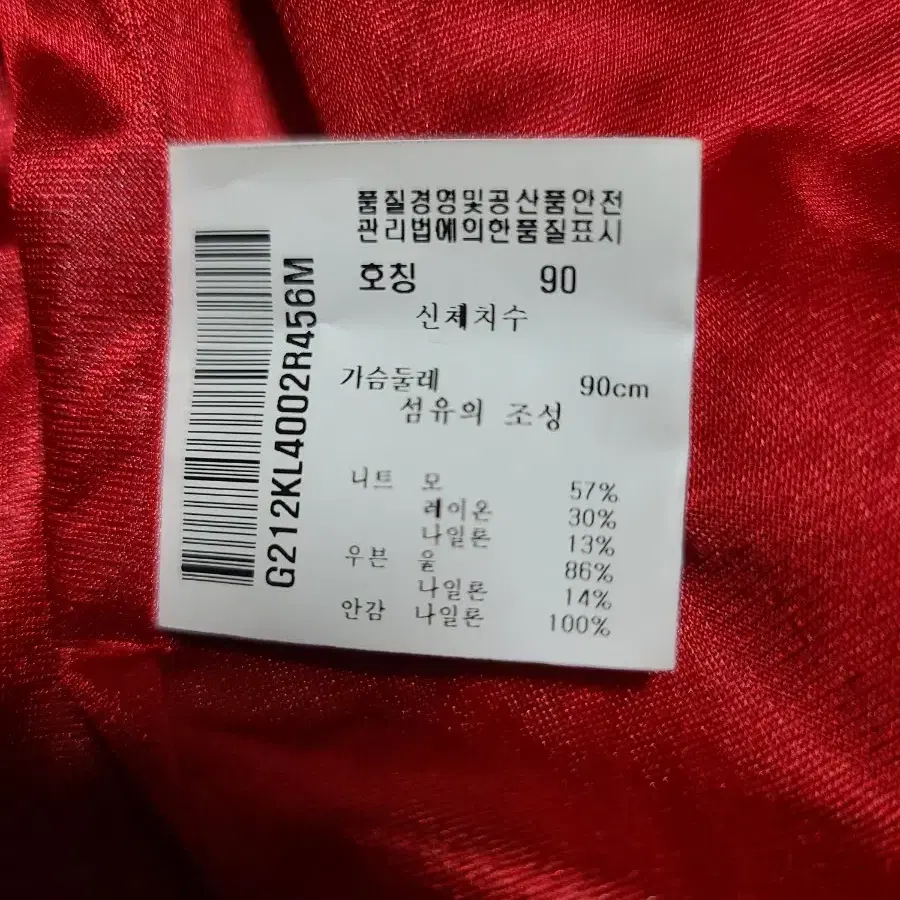 품질경영및공산품안전
관리법에의한품질표시
호칭 90
신체치수
가슴둘레 90cm
섬유의 조성
니트 모 57%
레이온 30%
나일론 13%
우븐 울 86%
나일론 14%
안감 나일론 100%
G212KL4002R456M